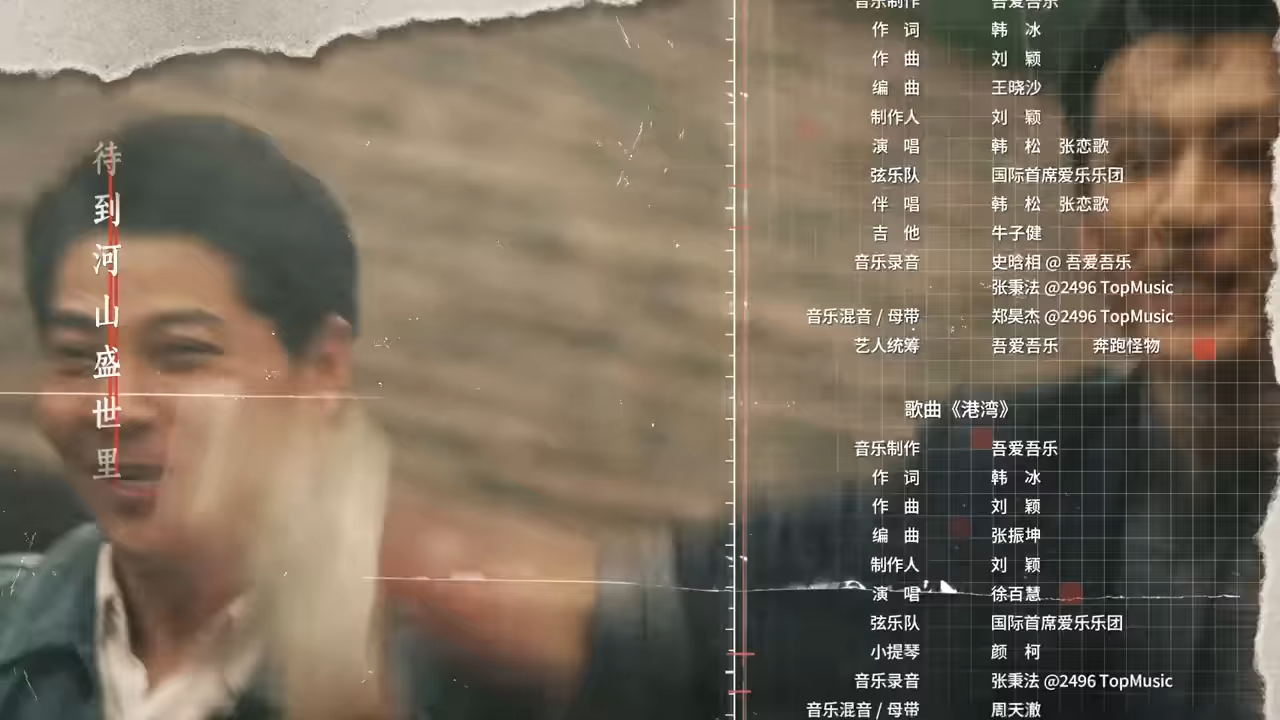 待到河山盛世里
音乐制作 吾爱吾乐
作 词 韩 冰
作 曲 刘 颖
编 曲 王晓沙
制作人 刘 颖
演 唱 韩 松 张恋歌
弦乐队 国际首席爱乐乐团
伴 唱 韩 松 张恋歌
吉 他 牛子健
音乐录音 史晗相 @ 吾爱吾乐
张秉法 @2496 TopMusic
音乐混音 / 母带 郑昊杰 @2496 TopMusic
艺人统筹 吾爱吾乐 奔跑怪物
歌曲《港湾》
音乐制作 吾爱吾乐
作 词 韩 冰
作 曲 刘 颖
编 曲 张振坤
制作人 刘 颖
演 唱 徐百慧
弦乐队 国际首席爱乐乐团
小提琴 颜 柯
音乐录音 张秉法 @2496 TopMusic
音乐混音 / 母带 周天澈